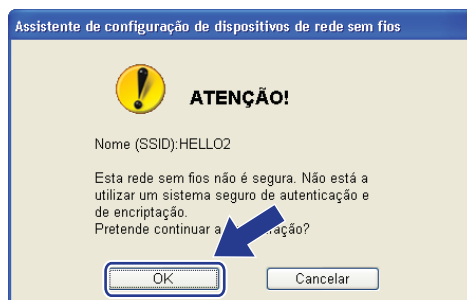 Assistente de configuração de dispositivos de rede sem fios
ATENÇÃO!
Nome (SSID):HELLO2
Esta rede sem fios não é segura. Não está a
utilizar um sistema seguro de autenticação e
de encriptação.
Pretende continuar a
OK Cancelar